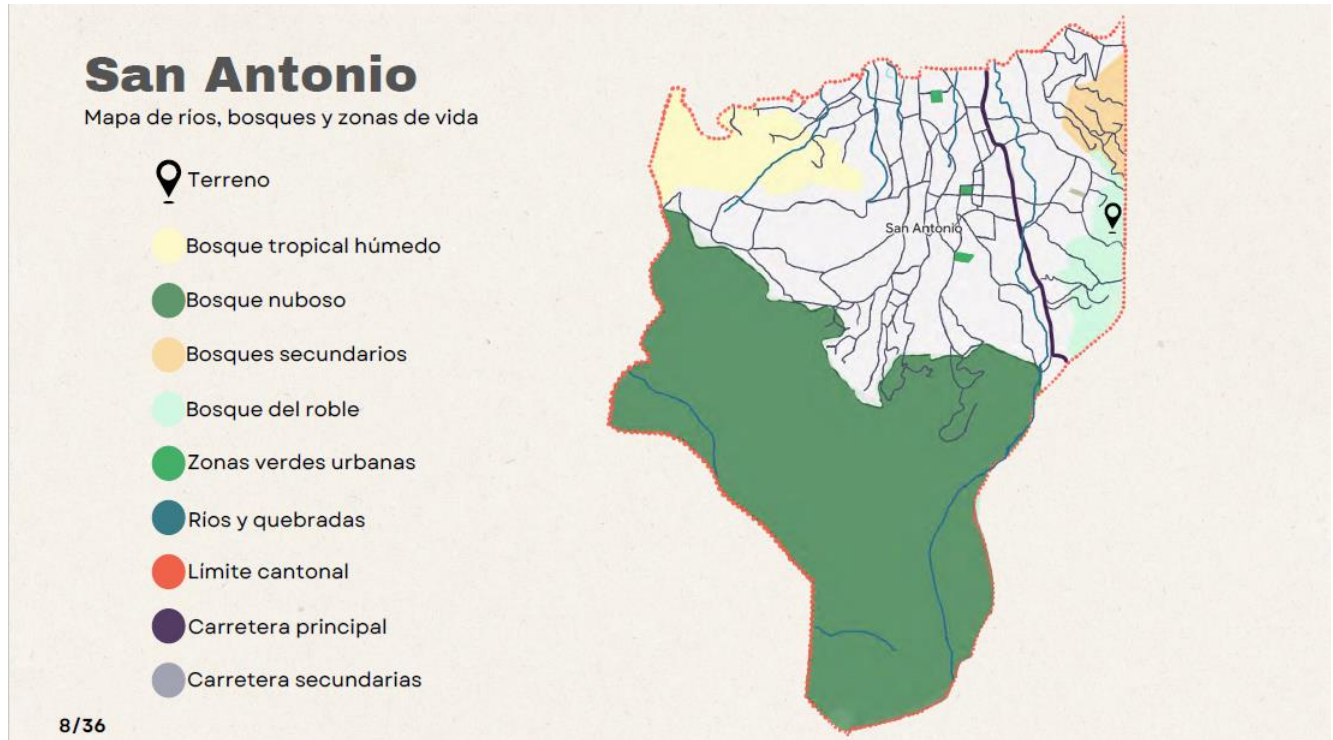 San Antonio
Mapa de ríos, bosques y zonas de vida
Terreno
Bosque tropical húmedo
Bosque nuboso
Bosques secundarios
Bosque del roble
Zonas verdes urbanas
Ríos y quebradas
Límite cantonal
Carretera principal
Carretera secundarias
8/36
San Antonio